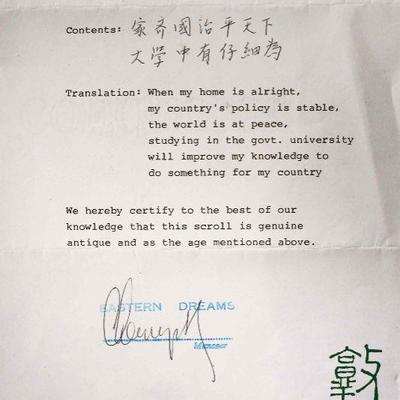 Contents: 家齐國治平天下
大學中有仔細為
Translation: When my home is alright,
my country's policy is stable,
the world is at peace,
studying in the govt. university
will improve my knowledge to
do something for my country
We hereby certify to the best of our
knowledge that this scroll is genuine
antique and as the age mentioned above.
EASTERN DREAMS
Manager